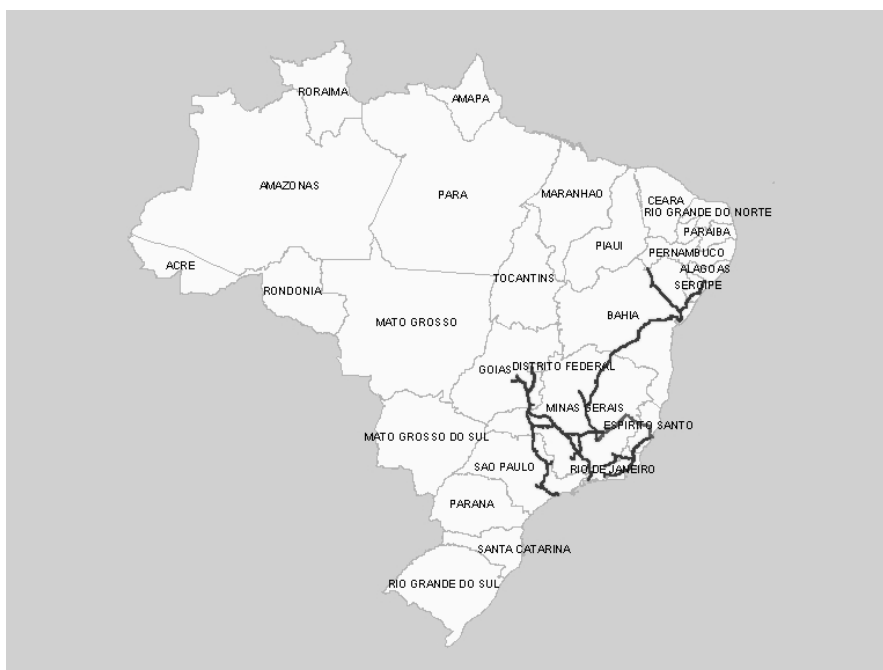 RORAIMA
AMAPA
AMAZONAS
PARA
MARANHAO
CEARA
RIO GRANDE DO NORTE
PARAIBA
PIAUI
PERNAMBUCO
ACRE
ALAGOAS
TOCANTINS
SERGIPE
RONDONIA
BAHIA
MATO GROSSO
GOIAS
DISTRITO FEDERAL
MINAS GERAIS
ESPIRITO SANTO
MATO GROSSO DO SUL
SAO PAULO
RIO DE JANEIRO
PARANA
SANTA CATARINA
RIO GRANDE DO SUL